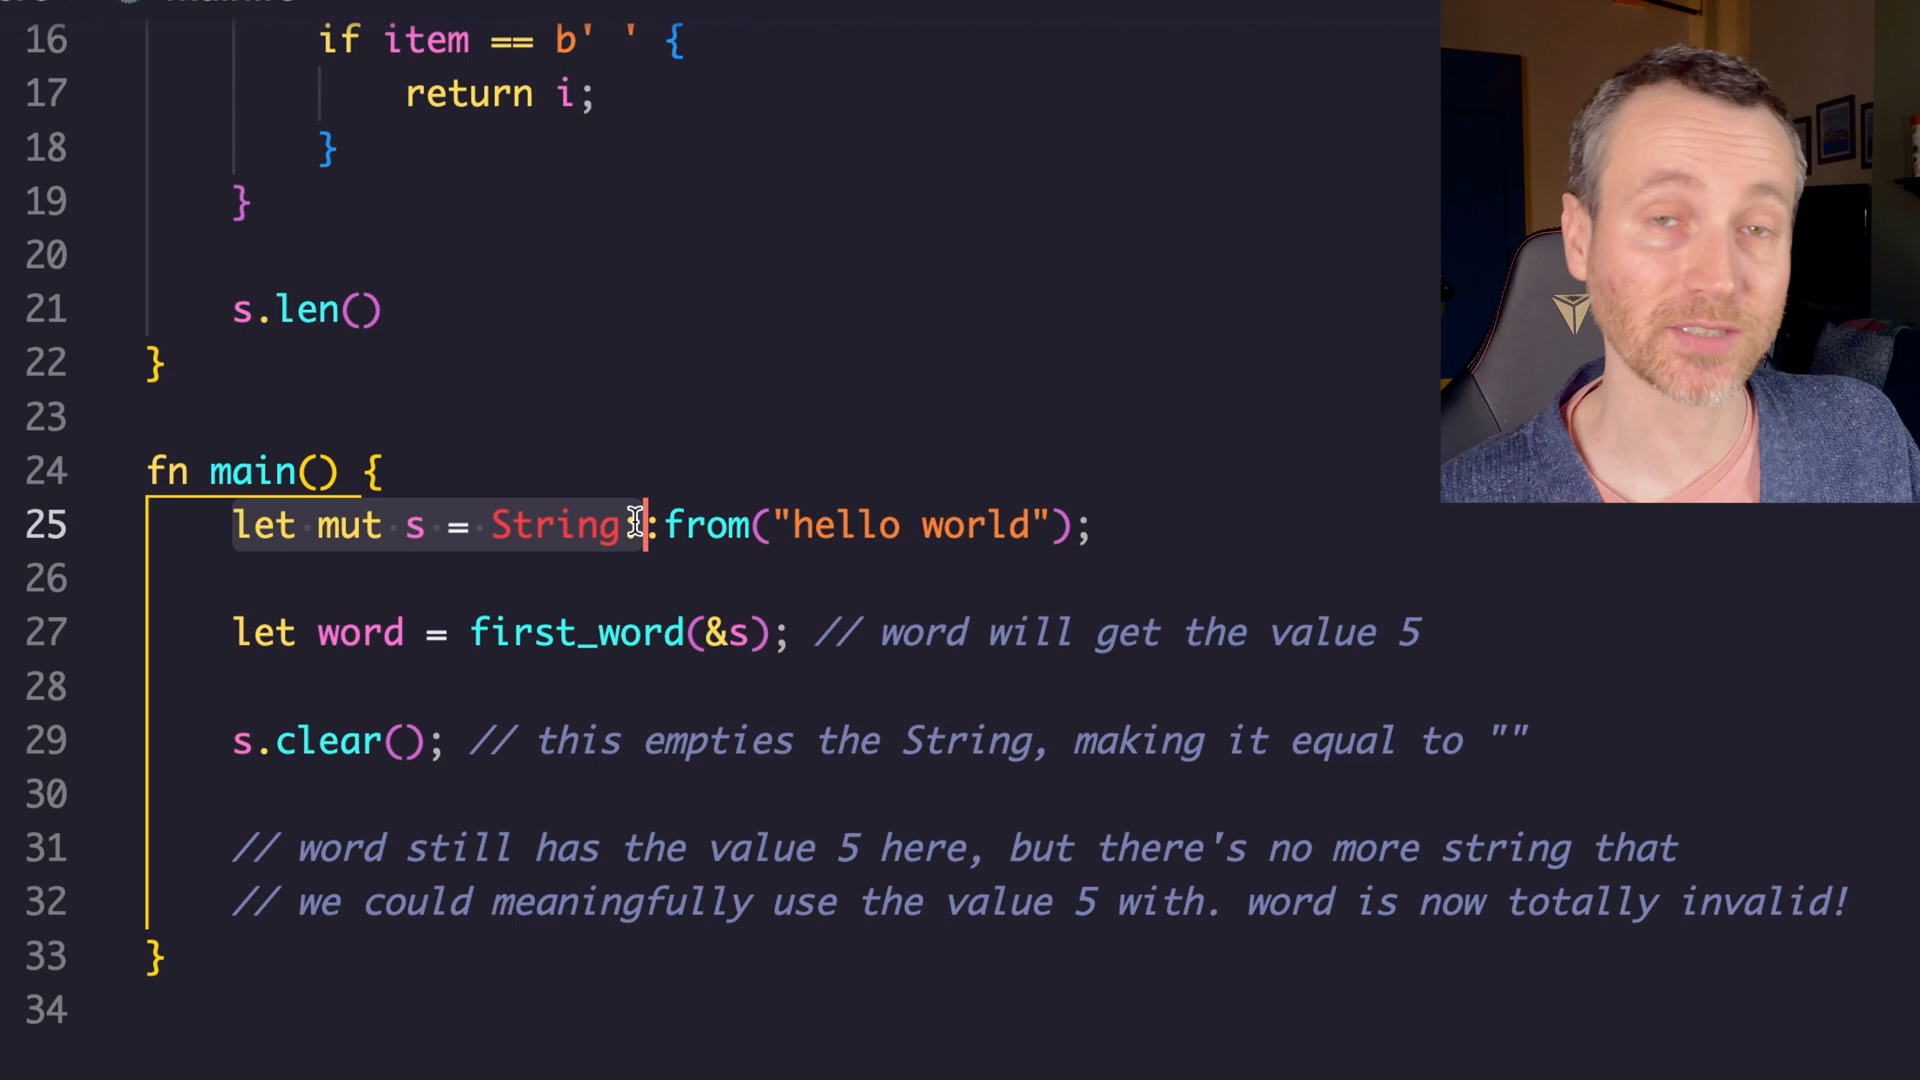 16 if item == b' ' {
17 return i;
18 }
19 }
20
21 s.len()
22 }
23
24 fn main() {
25 let mut s = String::from("hello world");
26
27 let word = first_word(&s); // word will get the value 5
28
29 s.clear(); // this empties the String, making it equal to ""
30
31 // word still has the value 5 here, but there's no more string that
32 // we could meaningfully use the value 5 with. word is now totally invalid!
33 }
34